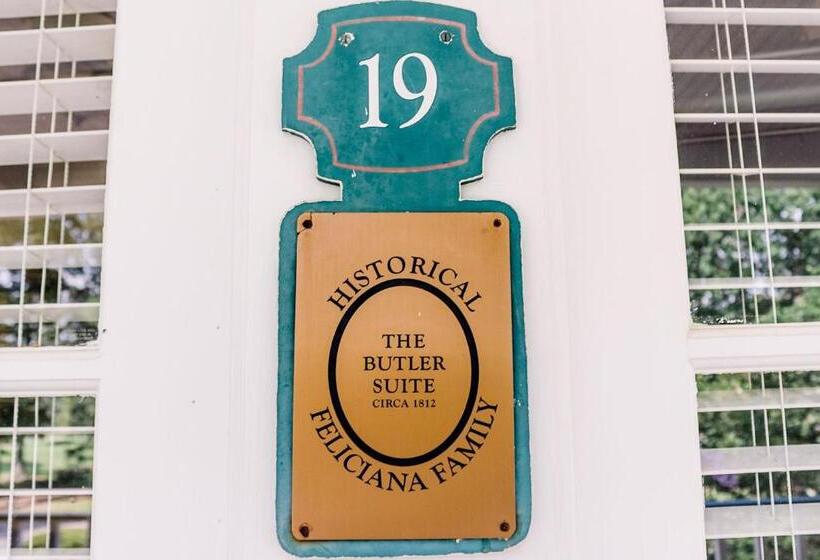 19
HISTORICAL
THE
BUTLER
SUITE
CIRCA 1812
FELICIANA FAMILY